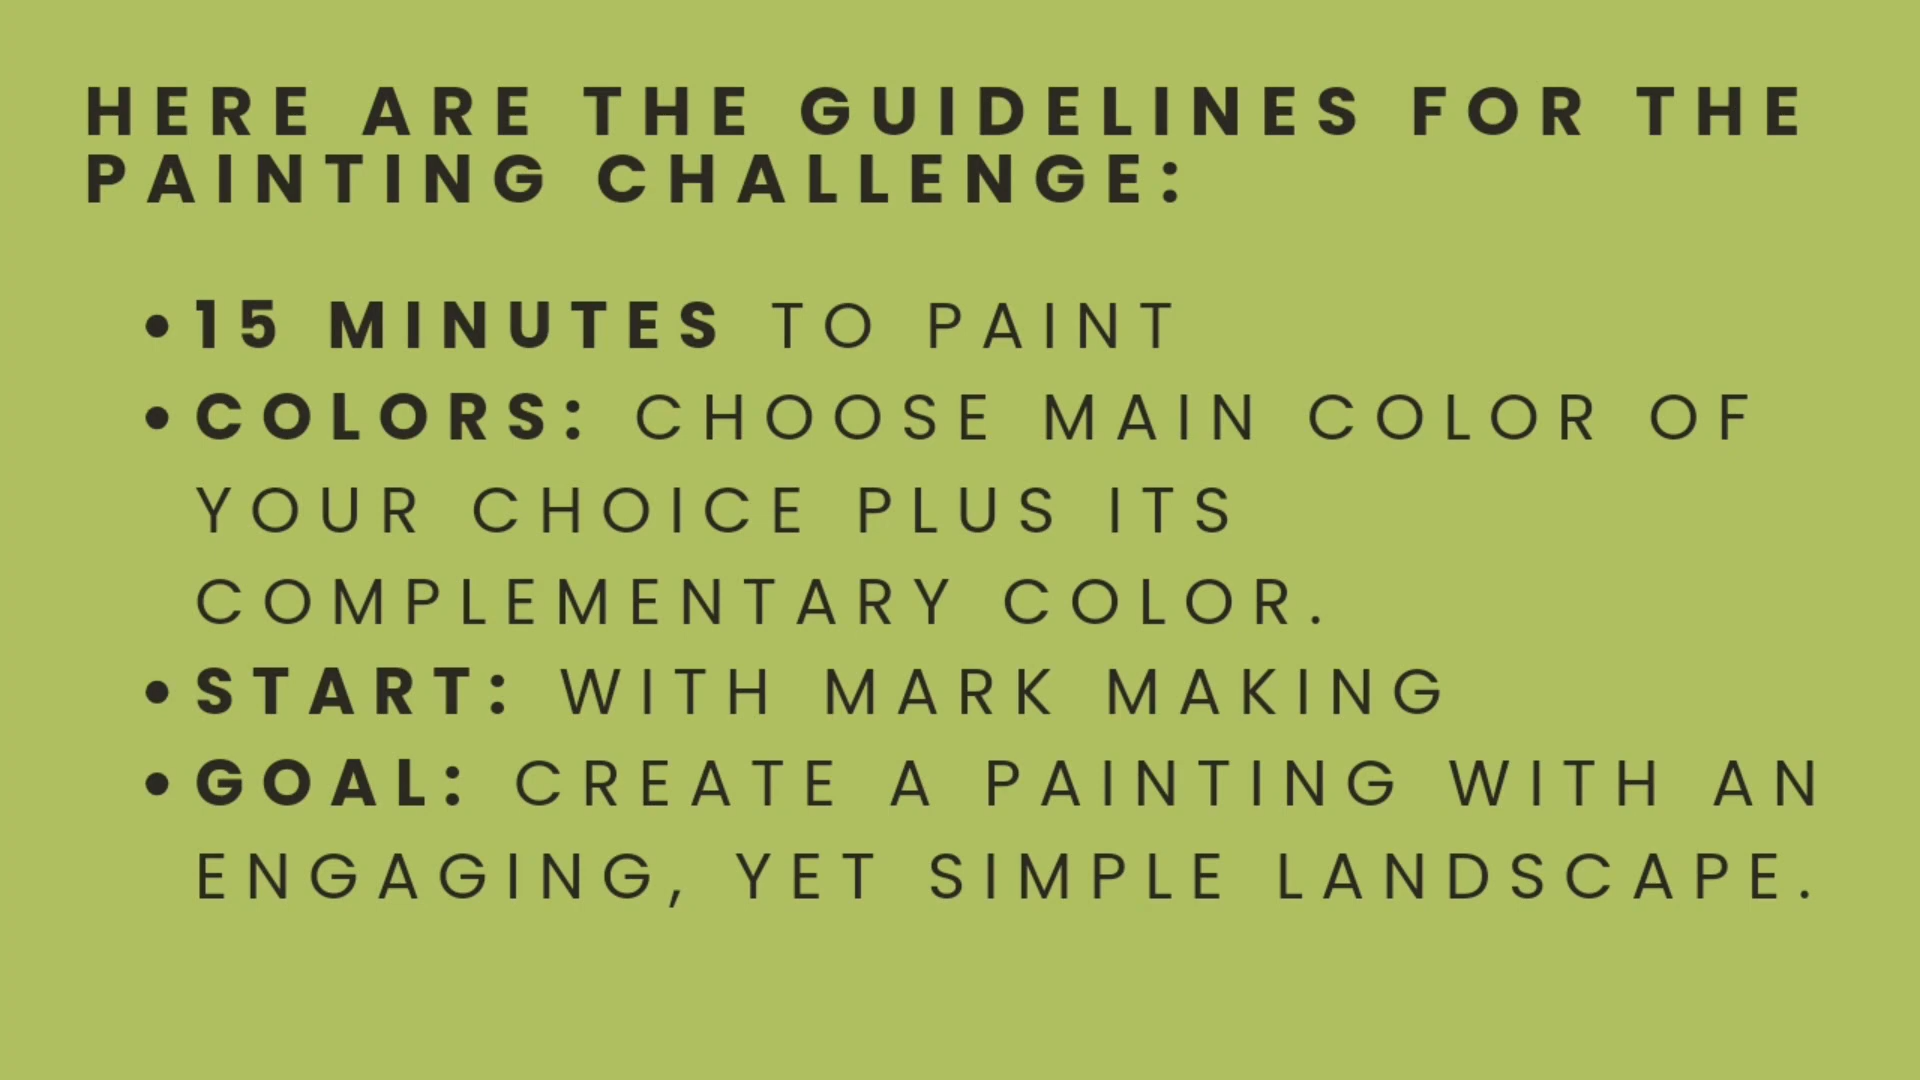 HERE ARE THE GUIDELINES FOR THE
PAINTING CHALLENGE:
• 15 MINUTES TO PAINT
• COLORS: CHOOSE MAIN COLOR OF
YOUR CHOICE PLUS ITS
COMPLEMENTARY COLOR.
• START: WITH MARK MAKING
• GOAL: CREATE A PAINTING WITH AN
ENGAGING, YET SIMPLE LANDSCAPE.